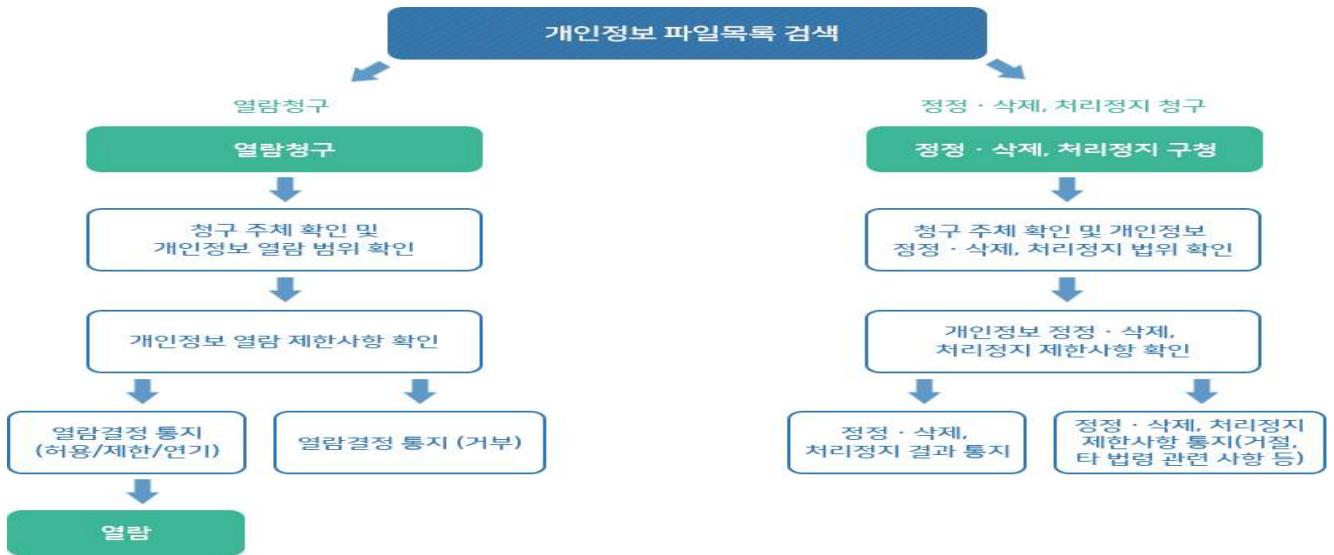 개인정보 파일목록 검색
열람청구
열람청구
청구 주체 확인 및
개인정보 열람 범위 확인
개인정보 열람 제한사항 확인
열람결정 통지
(허용/제한/연기)
열람결정 통지 (거부)
열람
정정 · 삭제, 처리정지 청구
정정 · 삭제, 처리정지 구청
청구 주체 확인 및 개인정보
정정 · 삭제, 처리정지 법위 확인
개인정보 정정 · 삭제,
처리정지 제한사항 확인
정정 · 삭제,
처리정지 결과 통지
정정 · 삭제, 처리정지
제한사항 통지(거절,
타 법령 관련 사항 등)